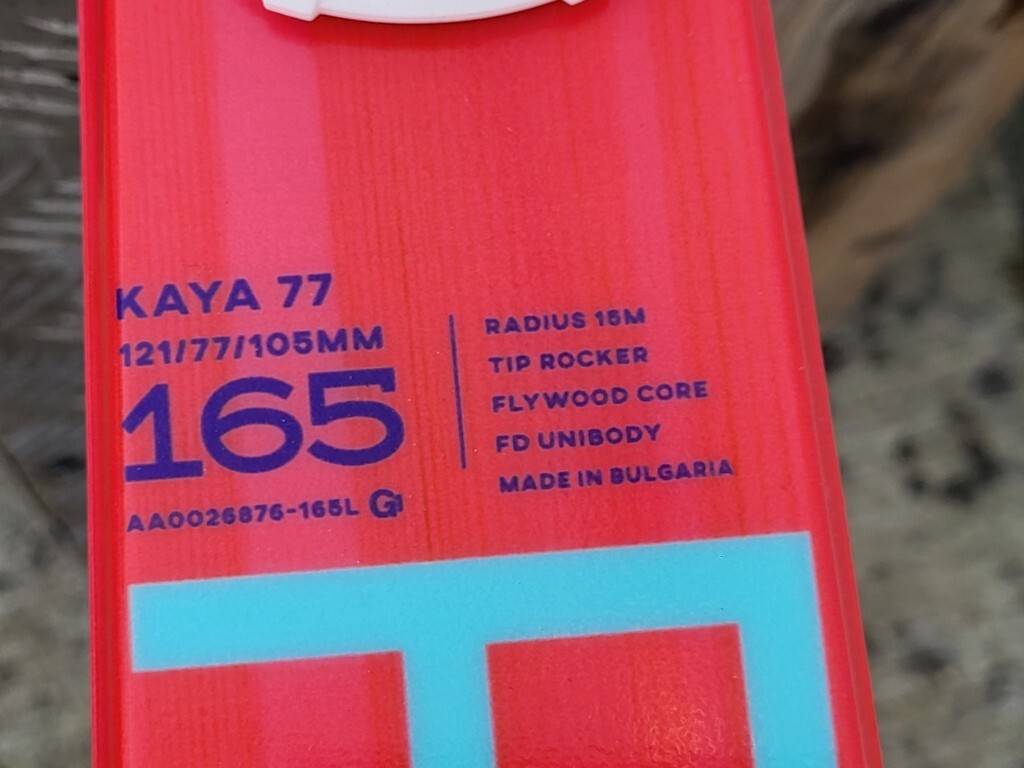 KAYA 77
121/77/105MM
165
AA0026876-165L
RADIUS 15M
TIP ROCKER
FLYWOOD CORE
FD UNIBODY
MADE IN BULGARIA